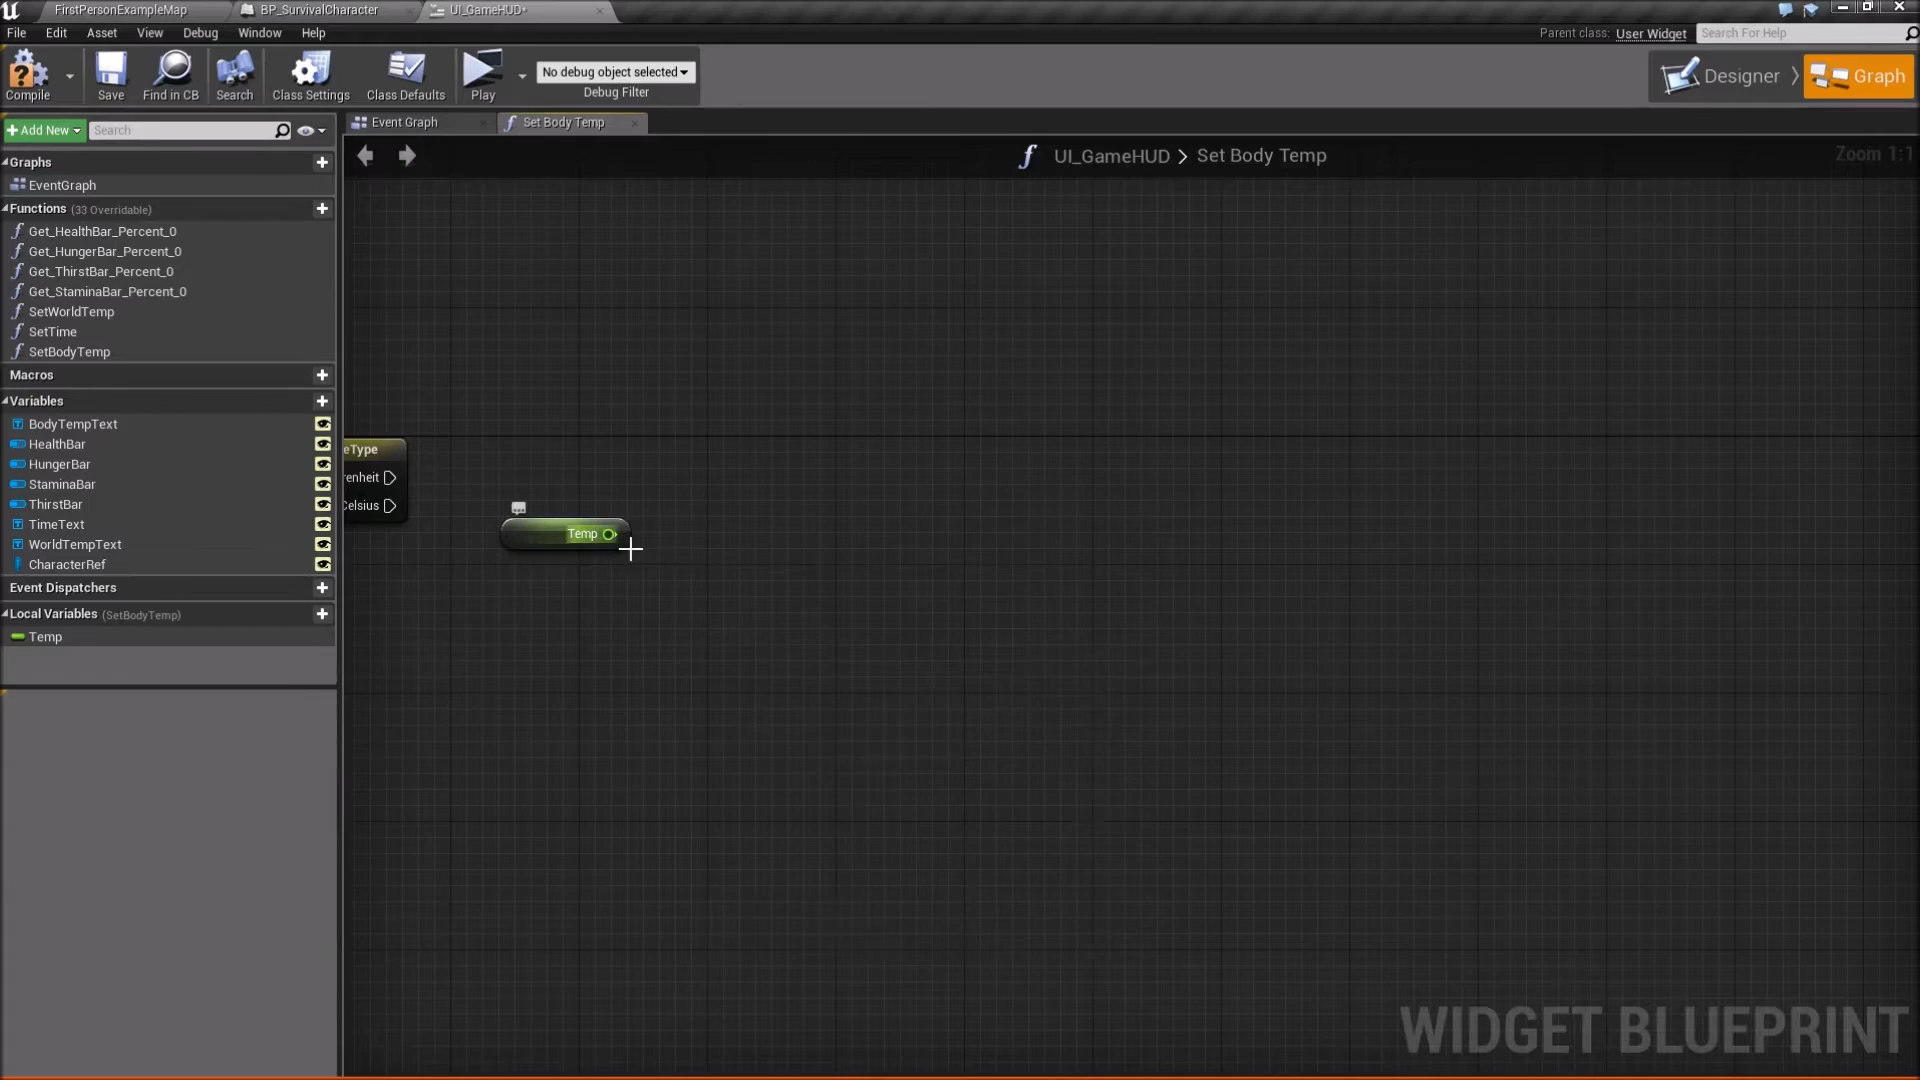 FirstPersonExampleMap
BP_SurvivalCharacter
UI_GameHUD*
File Edit Asset View Debug Window Help
Parent class: User Widget
Search For Help
Compile
Save
Find in CB
Search
Class Settings
Class Defaults
Play
No debug object selected
Debug Filter
Designer
Graph
Add New
Search
Event Graph
Set Body Temp
UI_GameHUD > Set Body Temp
Zoom 1:1
Graphs
EventGraph
Functions (33 Overridable)
Get_HealthBar_Percent_0
Get_HungerBar_Percent_0
Get_ThirstBar_Percent_0
Get_StaminaBar_Percent_0
SetWorldTemp
SetTime
SetBodyTemp
Macros
Variables
BodyTempText
HealthBar
HungerBar
StaminaBar
ThirstBar
TimeText
WorldTempText
CharacterRef
Event Dispatchers
Local Variables (SetBodyTemp)
Temp
eType
renheit
Celsius
Temp
WIDGET BLUEPRINT